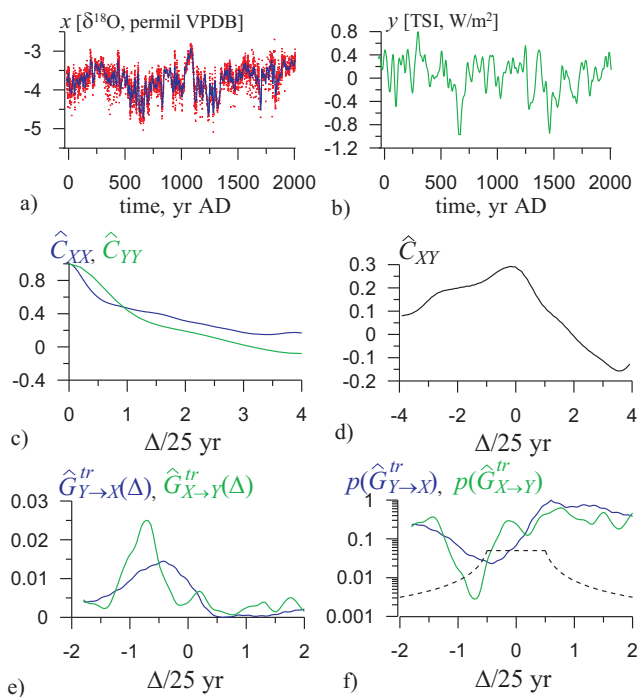 x [δ¹⁸O, permil VPDB]
-3
-4
-5
0 500 1000 1500 2000
time, yr AD
a)
y [TSI, W/m²]
0.8
0.4
0
-0.4
-0.8
-1.2
0 500 1000 1500 2000
time, yr AD
b)
Ĉ_XX, Ĉ_YY
0.8
0.4
0
-0.4
0 1 2 3 4
Δ/25 yr
c)
Ĉ_XY
0.3
0.2
0.1
0
-0.1
-0.2
-4 -2 0 2 4
Δ/25 yr
d)
Ĝ^tr_Y→X(Δ), Ĝ^tr_X→Y(Δ)
0.03
0.02
0.01
0
-2 -1 0 1 2
Δ/25 yr
e)
p(Ĝ^tr_Y→X), p(Ĝ^tr_X→Y)
1
0.1
0.01
0.001
-2 -1 0 1 2
Δ/25 yr
f)